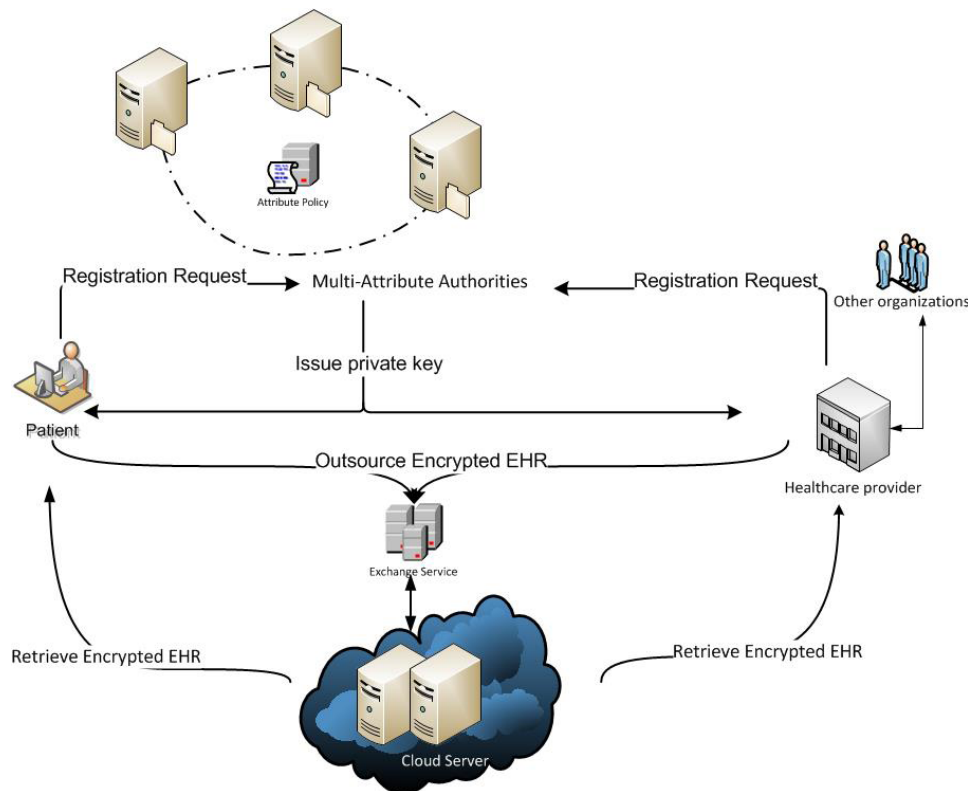 Attribute Policy
Registration Request
Multi-Attribute Authorities
Registration Request
Other organizations
Issue private key
Patient
Outsource Encrypted EHR
Healthcare provider
Exchange Service
Retrieve Encrypted EHR
Retrieve Encrypted EHR
Cloud Server